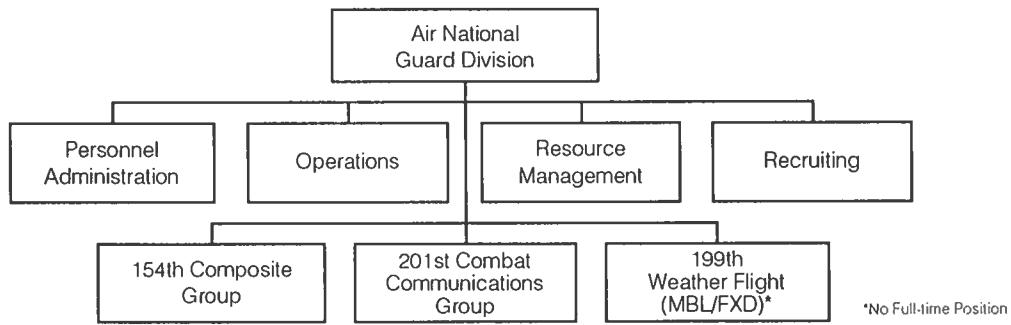 Air National
Guard Division
Personnel
Administration
Operations
Resource
Management
Recruiting
154th Composite
Group
201st Combat
Communications
Group
199th
Weather Flight
(MBL/FXD)*
*No Full-time Position